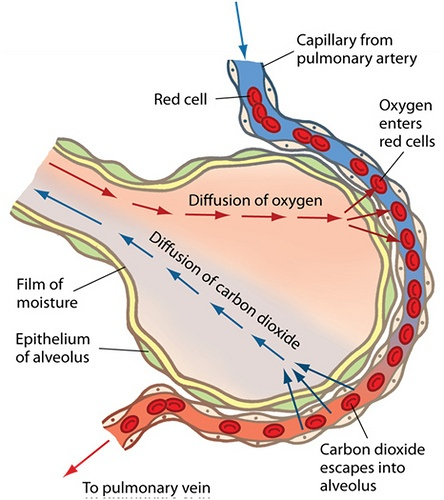 Capillary from
pulmonary artery
Red cell
Oxygen
enters
red cells
Diffusion of oxygen
Diffusion of carbon dioxide
Film of
moisture
Epithelium
of alveolus
Carbon dioxide
escapes into
alveolus
To pulmonary vein